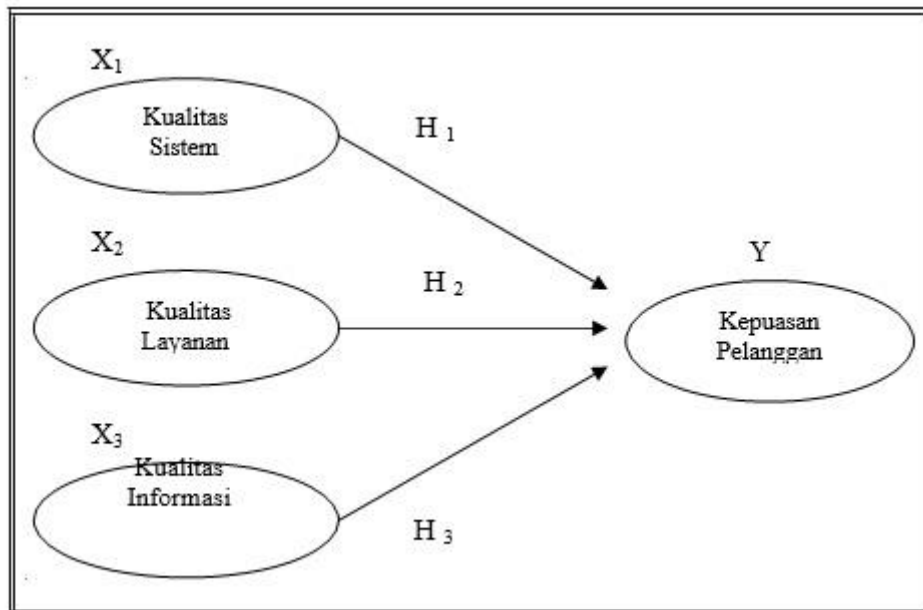 X₁
Kualitas
Sistem
H ₁
X₂
Kualitas
Layanan
H ₂
Y
Kepuasan
Pelanggan
X₃
Kualitas
Informasi
H ₃